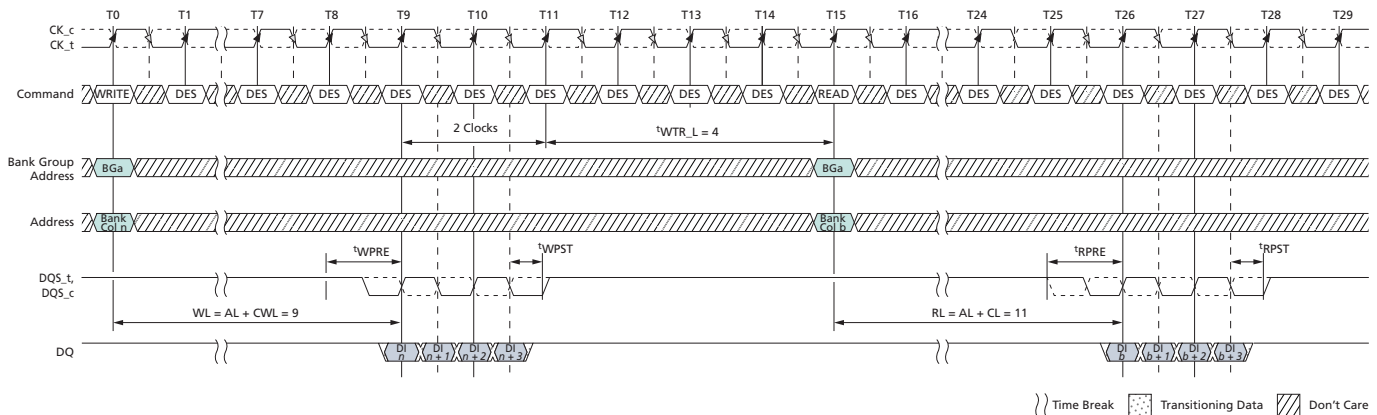 T0 T1 T7 T8 T9 T10 T11 T12 T13 T14 T15 T16 T24 T25 T26 T27 T28 T29
CK_c
CK_t
Command WRITE DES DES DES DES DES DES DES DES DES READ DES DES DES DES DES DES DES
2 Clocks tWTR_L = 4
Bank Group
Address BGa BGa
Address Bank
Col n Bank
Col b
tWPRE tWPST tRPRE tRPST
DQS_t,
DQS_c
WL = AL + CWL = 9 RL = AL + CL = 11
DQ DI
n DI
n + 1 DI
n + 2 DI
n + 3 DI
b DI
b + 1 DI
b + 2 DI
b + 3
Time Break Transitioning Data Don't Care